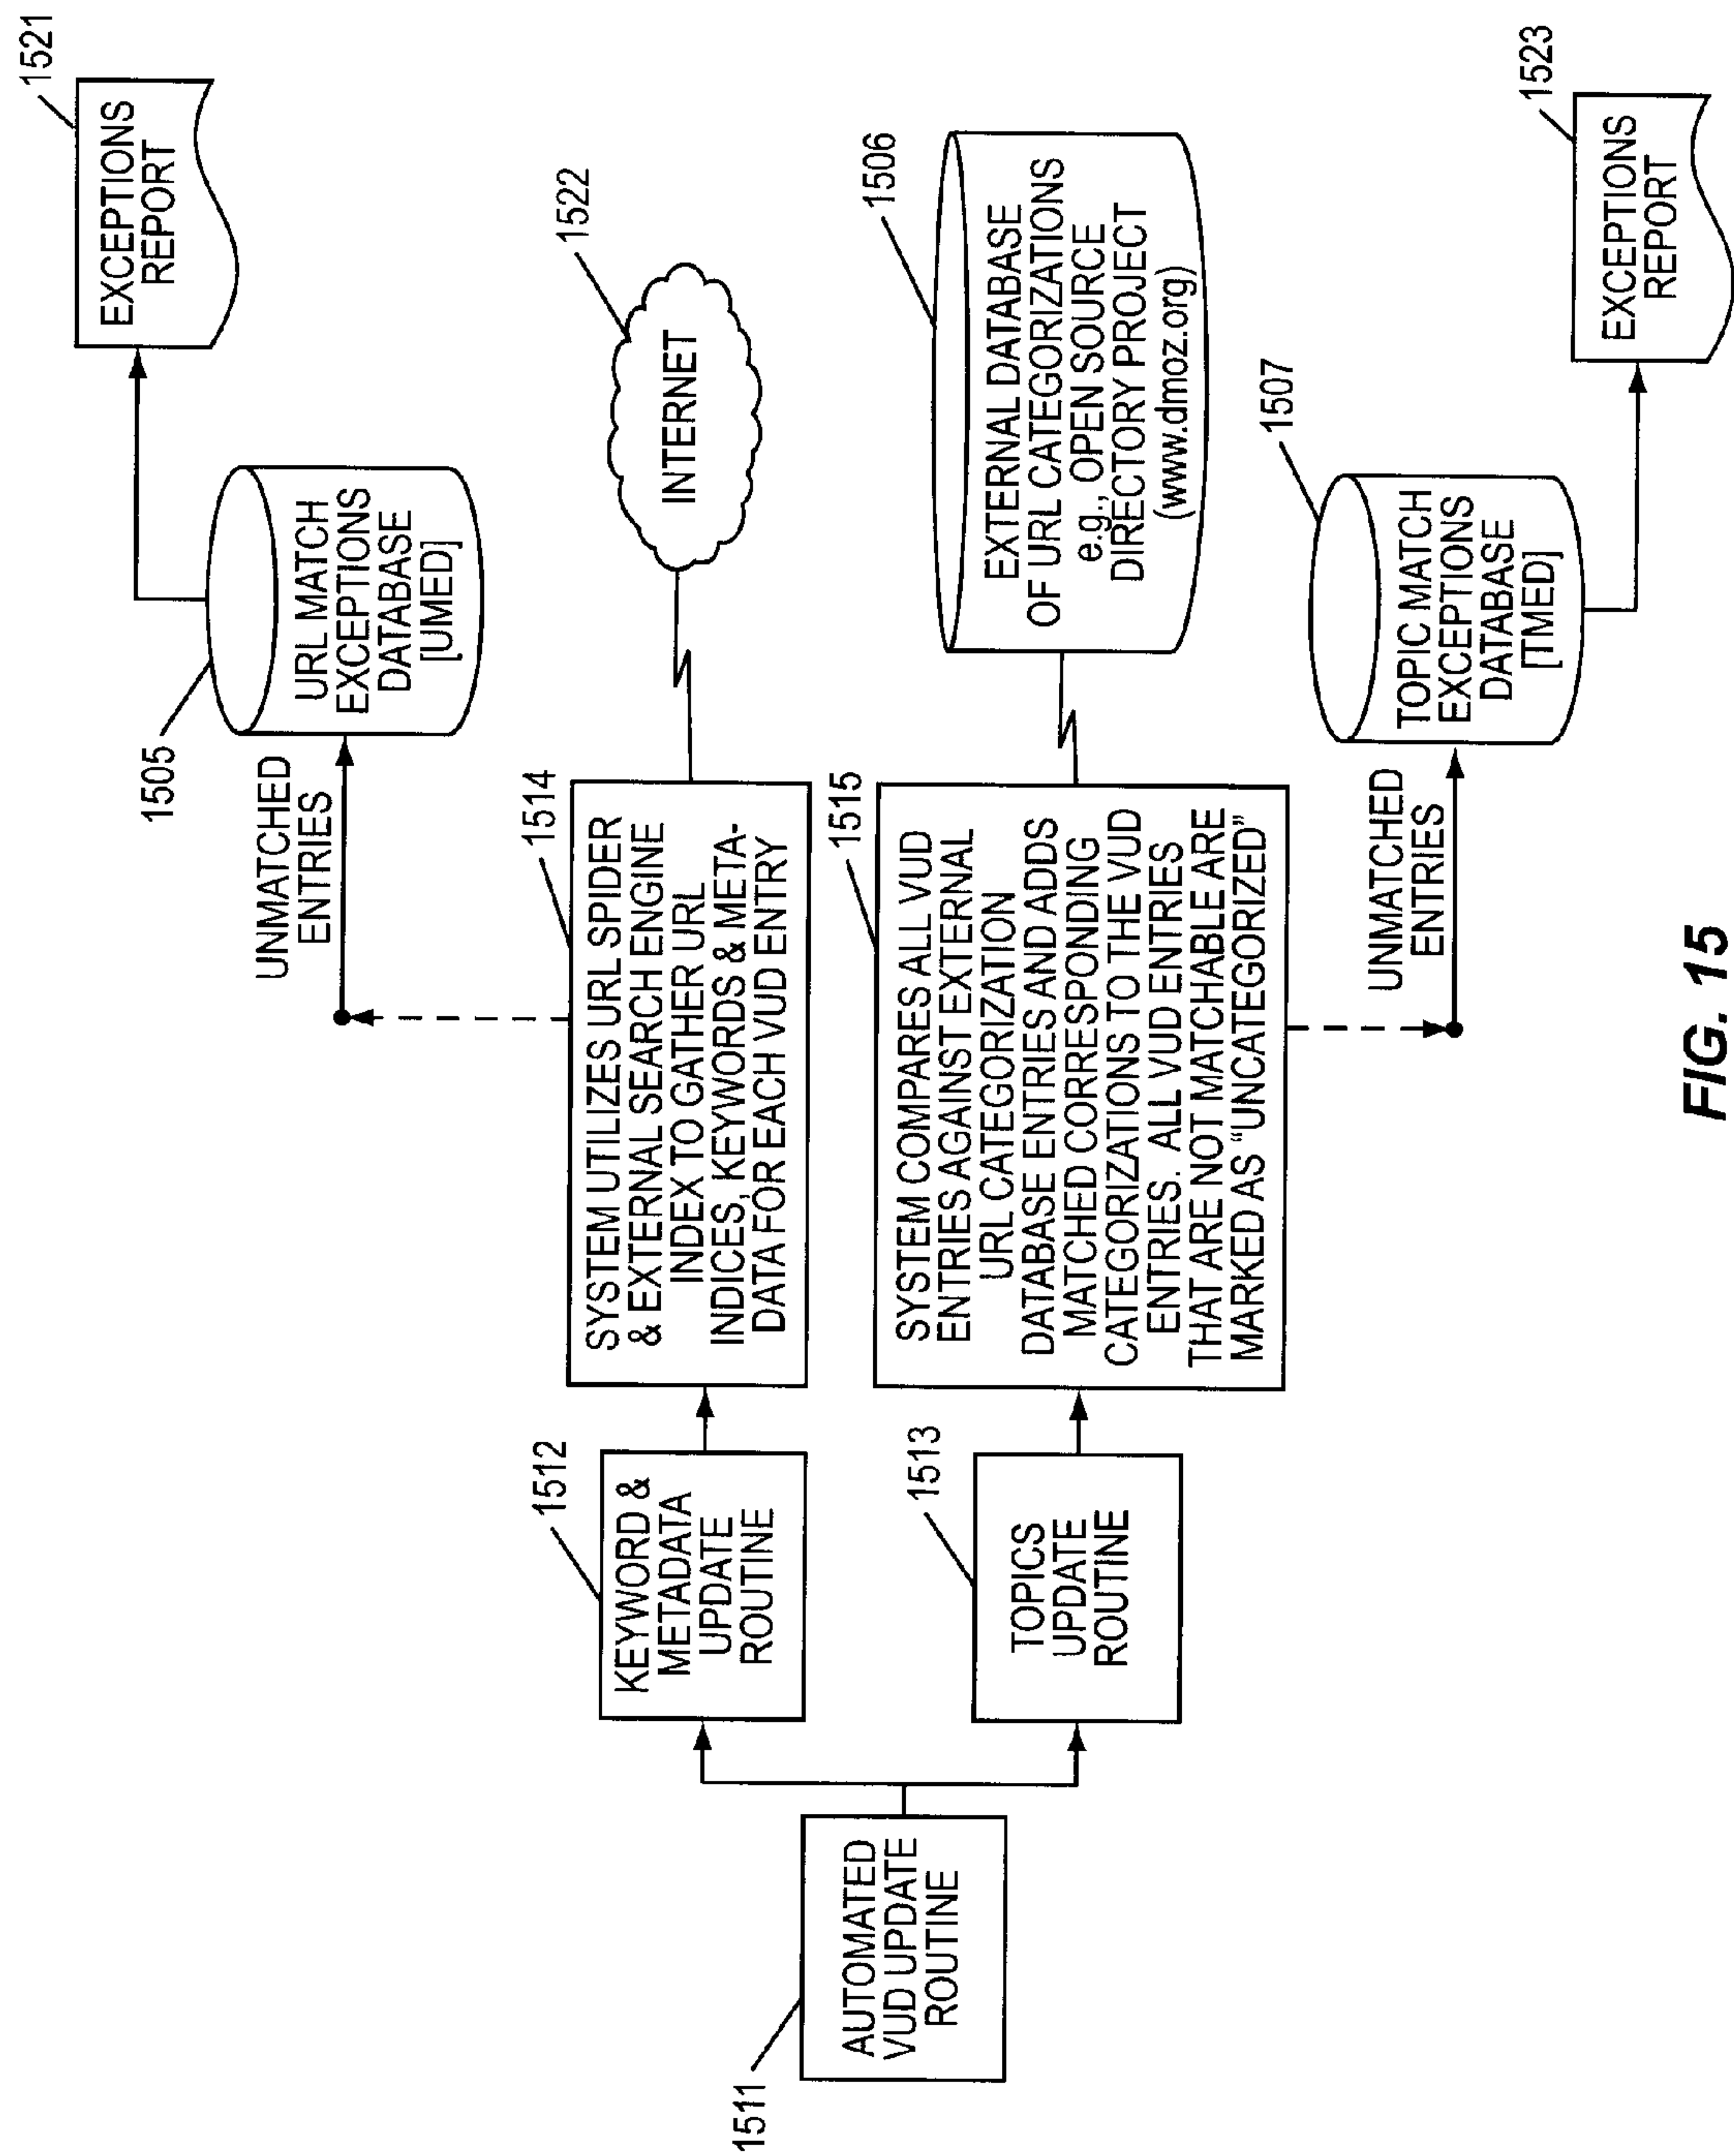 1511
AUTOMATED
VUD UPDATE
ROUTINE
1512
KEYWORD &
METADATA
UPDATE
ROUTINE
1513
TOPICS
UPDATE
ROUTINE
1514
SYSTEM UTILIZES URL SPIDER
& EXTERNAL SEARCH ENGINE
INDEX TO GATHER URL
INDICES, KEYWORDS & META-
DATA FOR EACH VUD ENTRY
1515
SYSTEM COMPARES ALL VUD
ENTRIES AGAINST EXTERNAL
URL CATEGORIZATION
DATABASE ENTRIES AND ADDS
MATCHED CORRESPONDING
CATEGORIZATIONS TO THE VUD
ENTRIES. ALL VUD ENTRIES
THAT ARE NOT MATCHABLE ARE
MARKED AS "UNCATEGORIZED"
UNMATCHED
ENTRIES
1505
URL MATCH
EXCEPTIONS
DATABASE
[UMED]
1521
EXCEPTIONS
REPORT
1522
INTERNET
1506
EXTERNAL DATABASE
OF URL CATEGORIZATIONS
e.g., OPEN SOURCE
DIRECTORY PROJECT
(www.dmoz.org)
UNMATCHED
ENTRIES
1507
TOPIC MATCH
EXCEPTIONS
DATABASE
[TMED]
1523
EXCEPTIONS
REPORT
FIG. 15